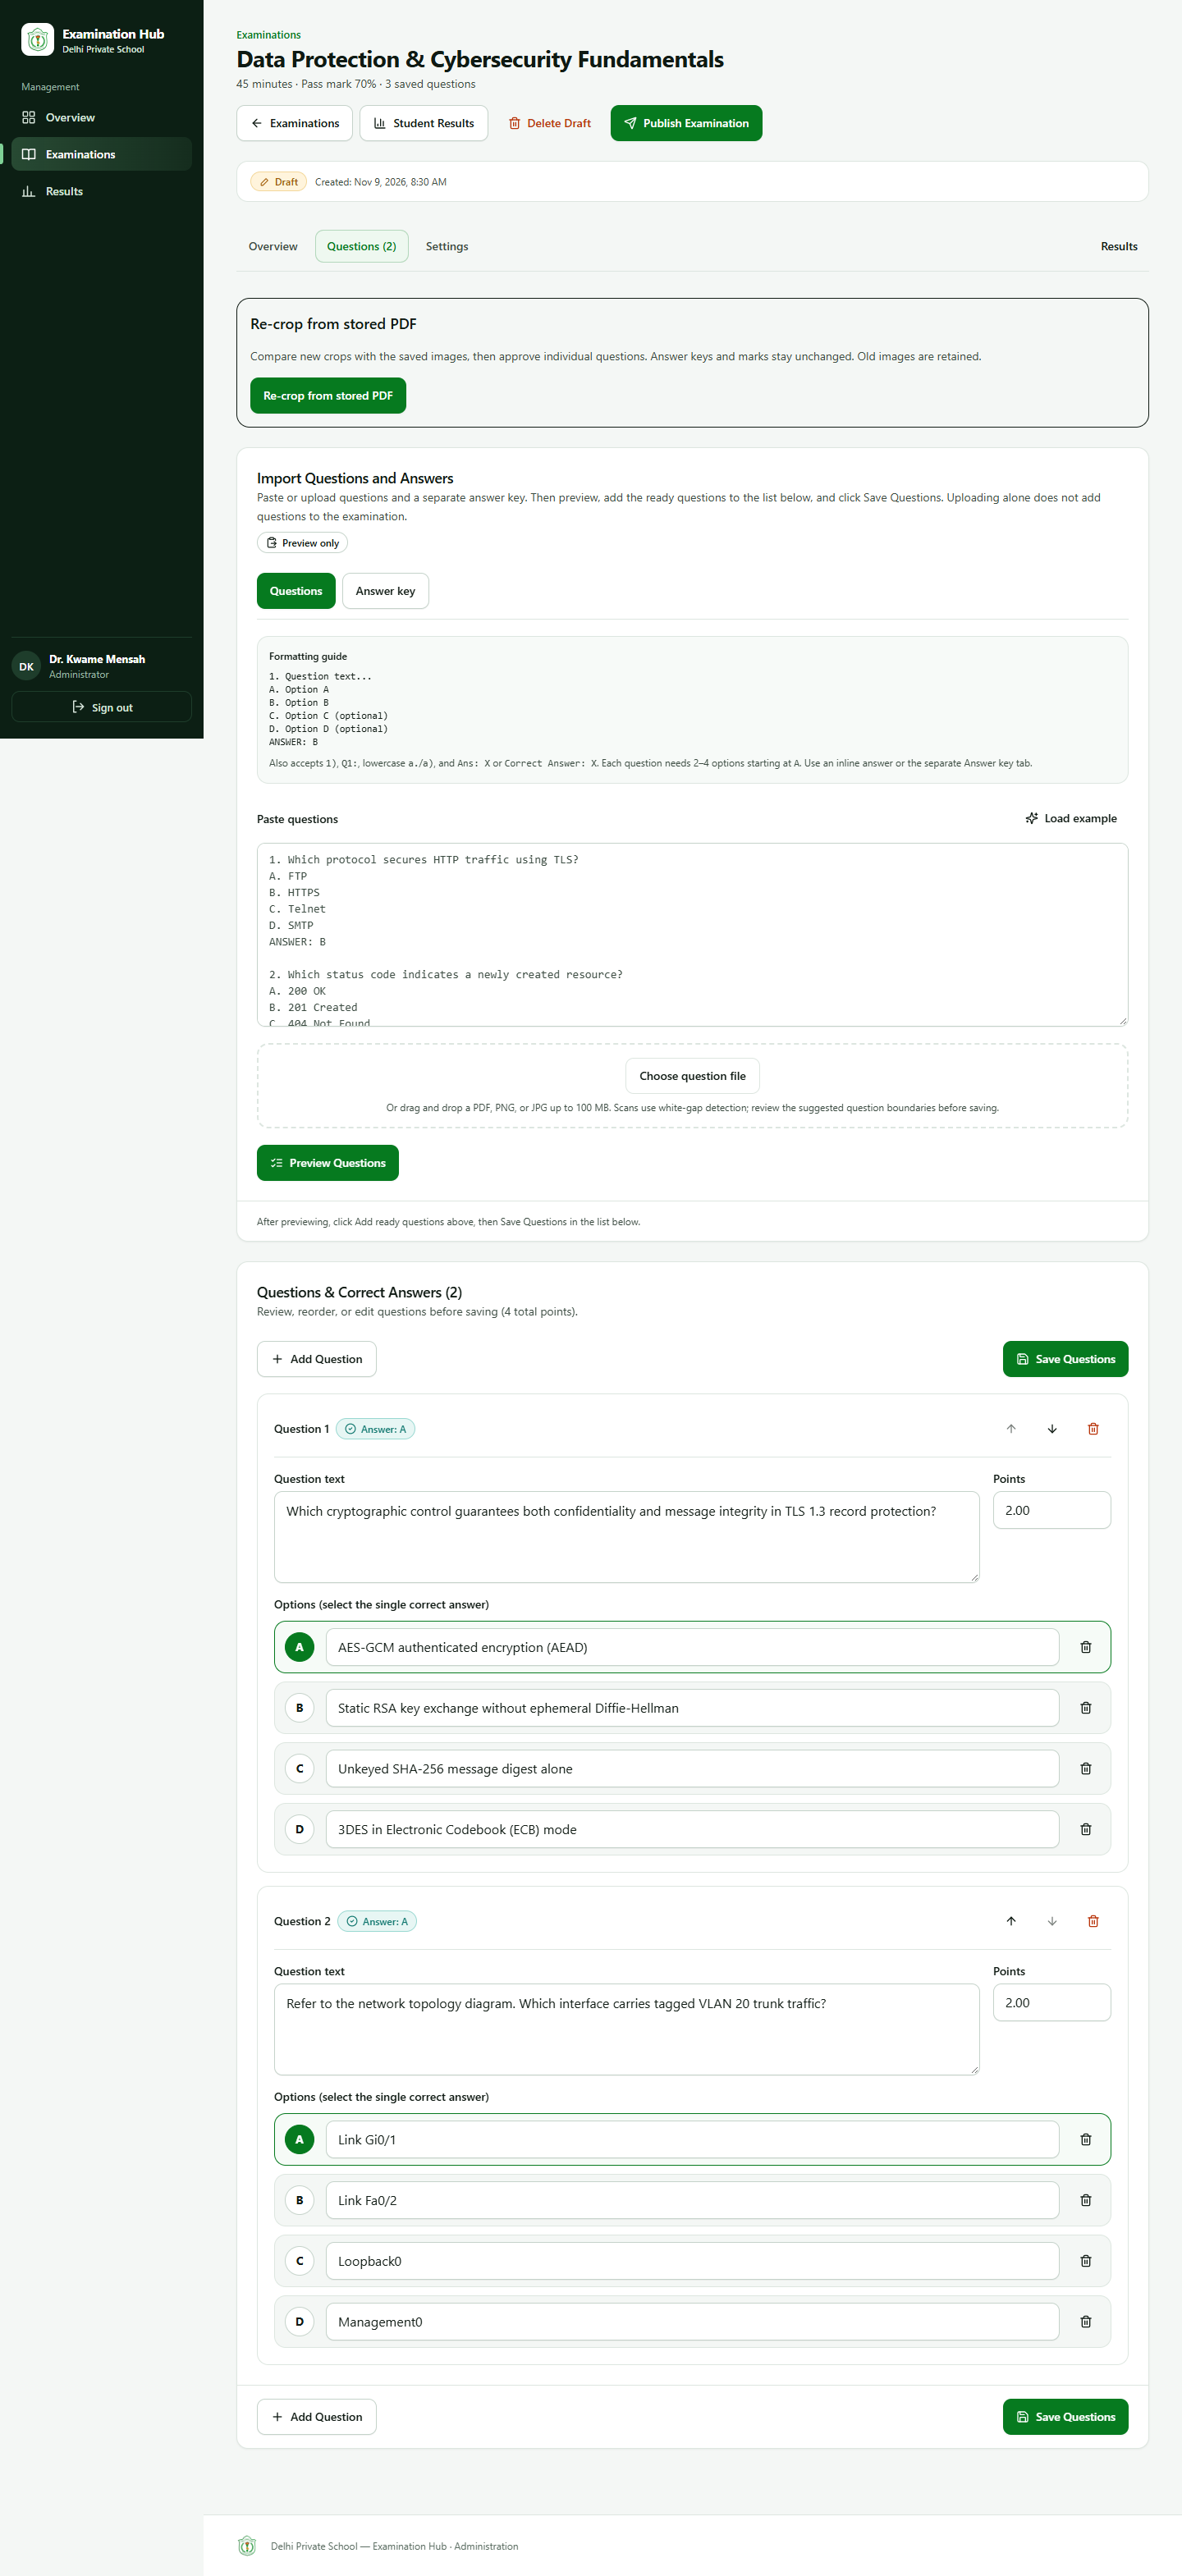 Examination Hub
Delhi Private School
Management
Overview
Examinations
Results
DK
Dr. Kwame Mensah
Administrator
Sign out
Examinations
Data Protection & Cybersecurity Fundamentals
45 minutes · Pass mark 70% · 3 saved questions
Examinations
Student Results
Delete Draft
Publish Examination
Draft
Created: Nov 9, 2026, 8:30 AM
Overview
Questions (2)
Settings
Results
Re-crop from stored PDF
Compare new crops with the saved images, then approve individual questions. Answer keys and marks stay unchanged. Old images are retained.
Re-crop from stored PDF
Import Questions and Answers
Paste or upload questions and a separate answer key. Then preview, add the ready questions to the list below, and click Save Questions. Uploading alone does not add
questions to the examination.
Preview only
Questions
Answer key
Formatting guide
1. Question text...
A. Option A
B. Option B
C. Option C (optional)
D. Option D (optional)
ANSWER: B
Also accepts 1), Q1:, lowercase a./a), and Ans: X or Correct Answer: X. Each question needs 2–4 options starting at A. Use an inline answer or the separate Answer key tab.
Paste questions
Load example
1. Which protocol secures HTTP traffic using TLS?
A. FTP
B. HTTPS
C. Telnet
D. SMTP
ANSWER: B
2. Which status code indicates a newly created resource?
A. 200 OK
B. 201 Created
C. 404 Not Found
Choose question file
Or drag and drop a PDF, PNG, or JPG up to 100 MB. Scans use white-gap detection; review the suggested question boundaries before saving.
Preview Questions
After previewing, click Add ready questions above, then Save Questions in the list below.
Questions & Correct Answers (2)
Review, reorder, or edit questions before saving (4 total points).
Add Question
Save Questions
Question 1
Answer: A
Question text
Points
Which cryptographic control guarantees both confidentiality and message integrity in TLS 1.3 record protection?
2.00
Options (select the single correct answer)
A
AES-GCM authenticated encryption (AEAD)
B
Static RSA key exchange without ephemeral Diffie-Hellman
C
Unkeyed SHA-256 message digest alone
D
3DES in Electronic Codebook (ECB) mode
Question 2
Answer: A
Question text
Points
Refer to the network topology diagram. Which interface carries tagged VLAN 20 trunk traffic?
2.00
Options (select the single correct answer)
A
Link Gi0/1
B
Link Fa0/2
C
Loopback0
D
Management0
Add Question
Save Questions
Delhi Private School — Examination Hub · Administration